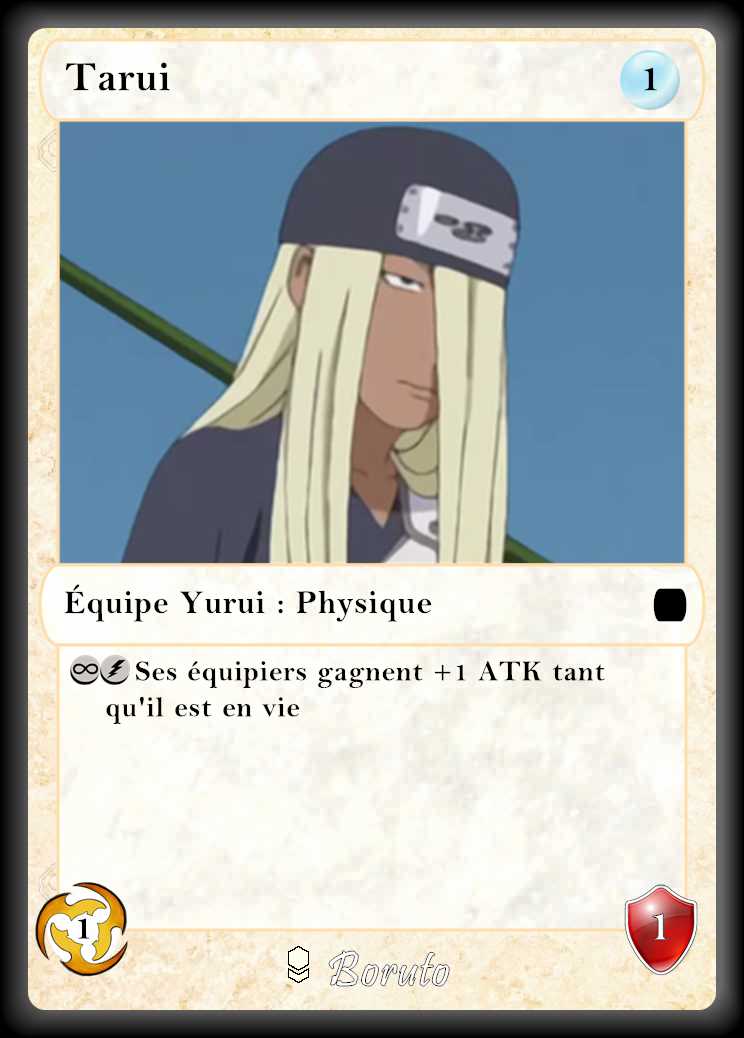 Tarui
1
Équipe Yurui : Physique
Ses équipiers gagnent +1 ATK tant
qu'il est en vie
1
1
Boruto